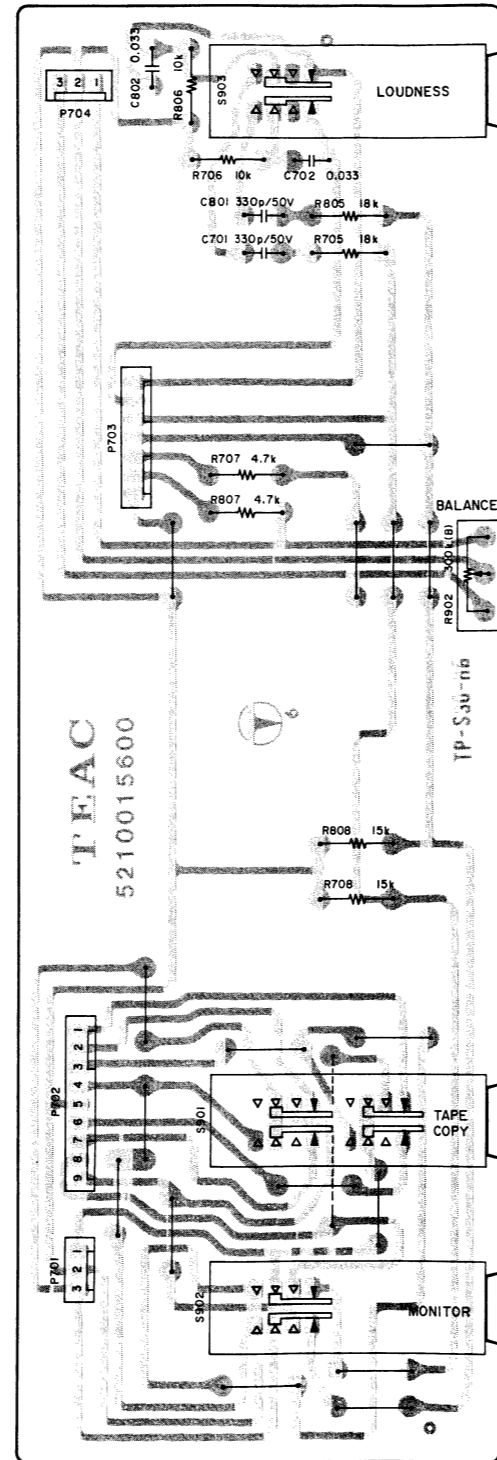 C802 0.033
R806 10k
3 2 1
P704
S903
LOUDNESS
R706 10k
C702 0.033
C801 330p/50V
R805 18k
C701 330p/50V
R705 18k
P703
R707 4.7k
R807 4.7k
BALANCE
R902
TEAC
5210015600
6
R808 15k
R708 15k
P702
1
2
3
4
5
6
7
8
9
S901
TAPE
COPY
P701
1
2
3
S902
MONITOR